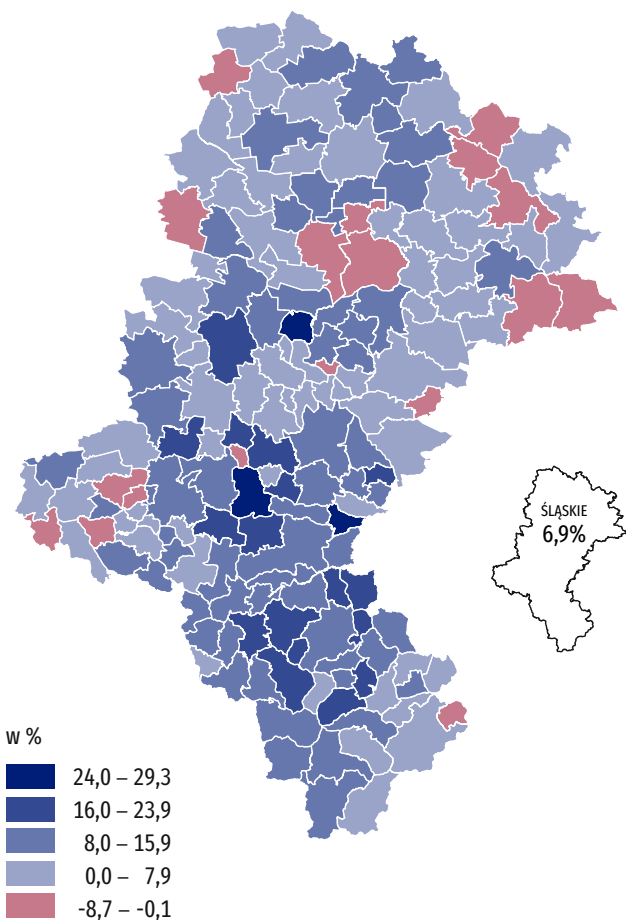 ŚLĄSKIE
6,9%
w %
24,0 – 29,3
16,0 – 23,9
8,0 – 15,9
0,0 – 7,9
-8,7 – -0,1